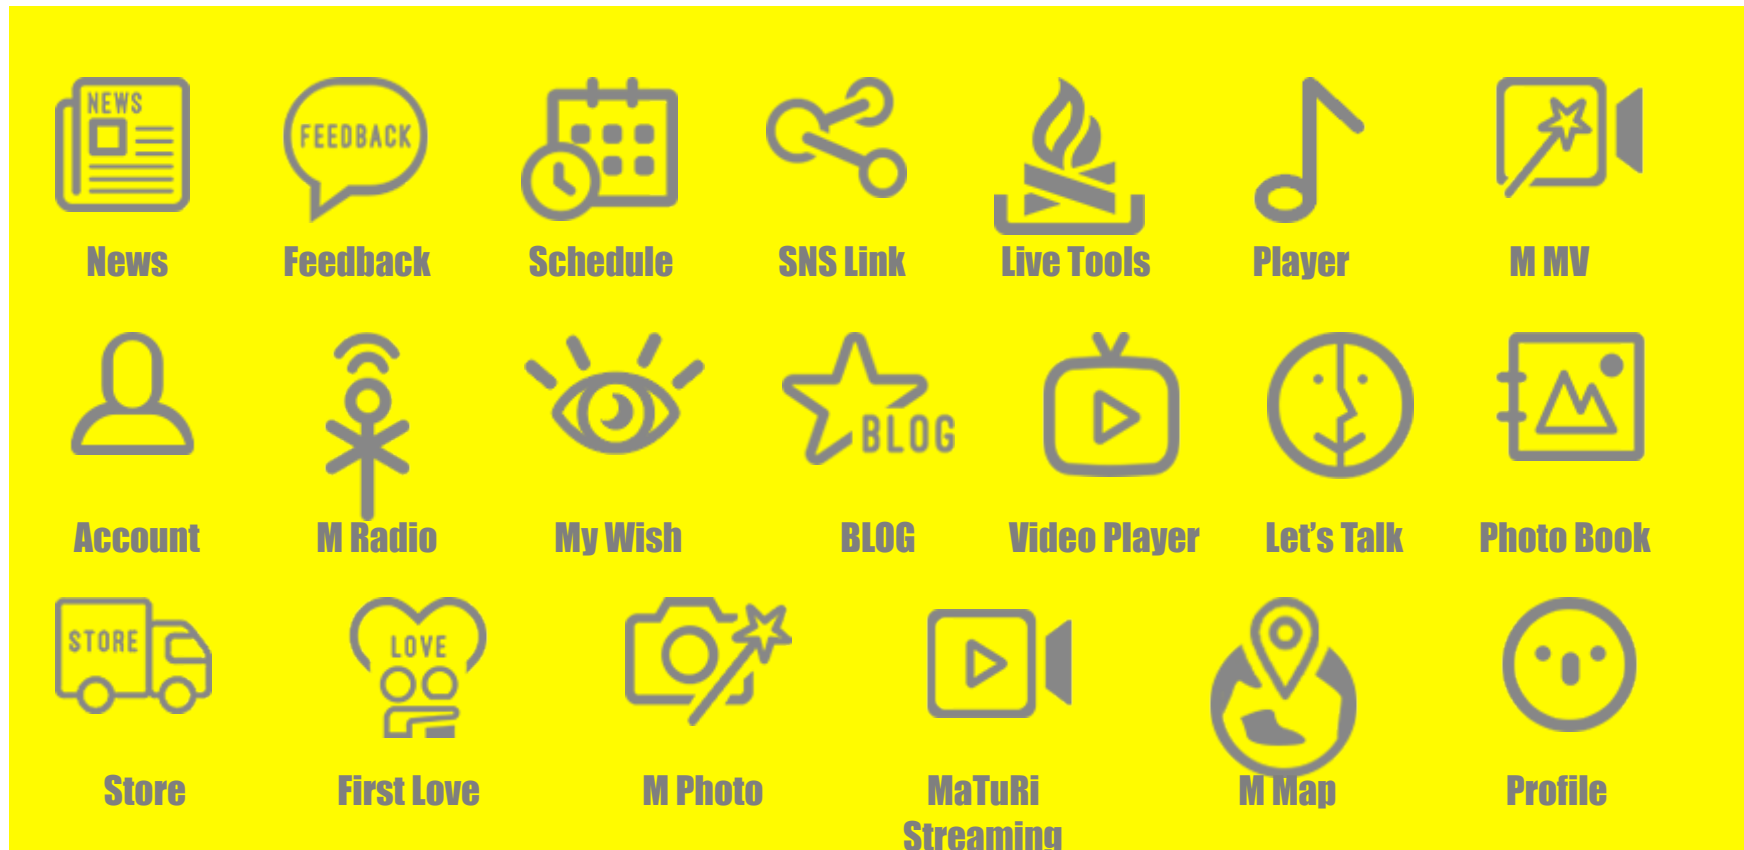 NEWS
FEEDBACK
News
Feedback
Schedule
SNS Link
Live Tools
Player
M MV
BLOG
Account
M Radio
My Wish
BLOG
Video Player
Let's Talk
Photo Book
STORE
LOVE
Store
First Love
M Photo
MaTuRi
Streaming
M Map
Profile